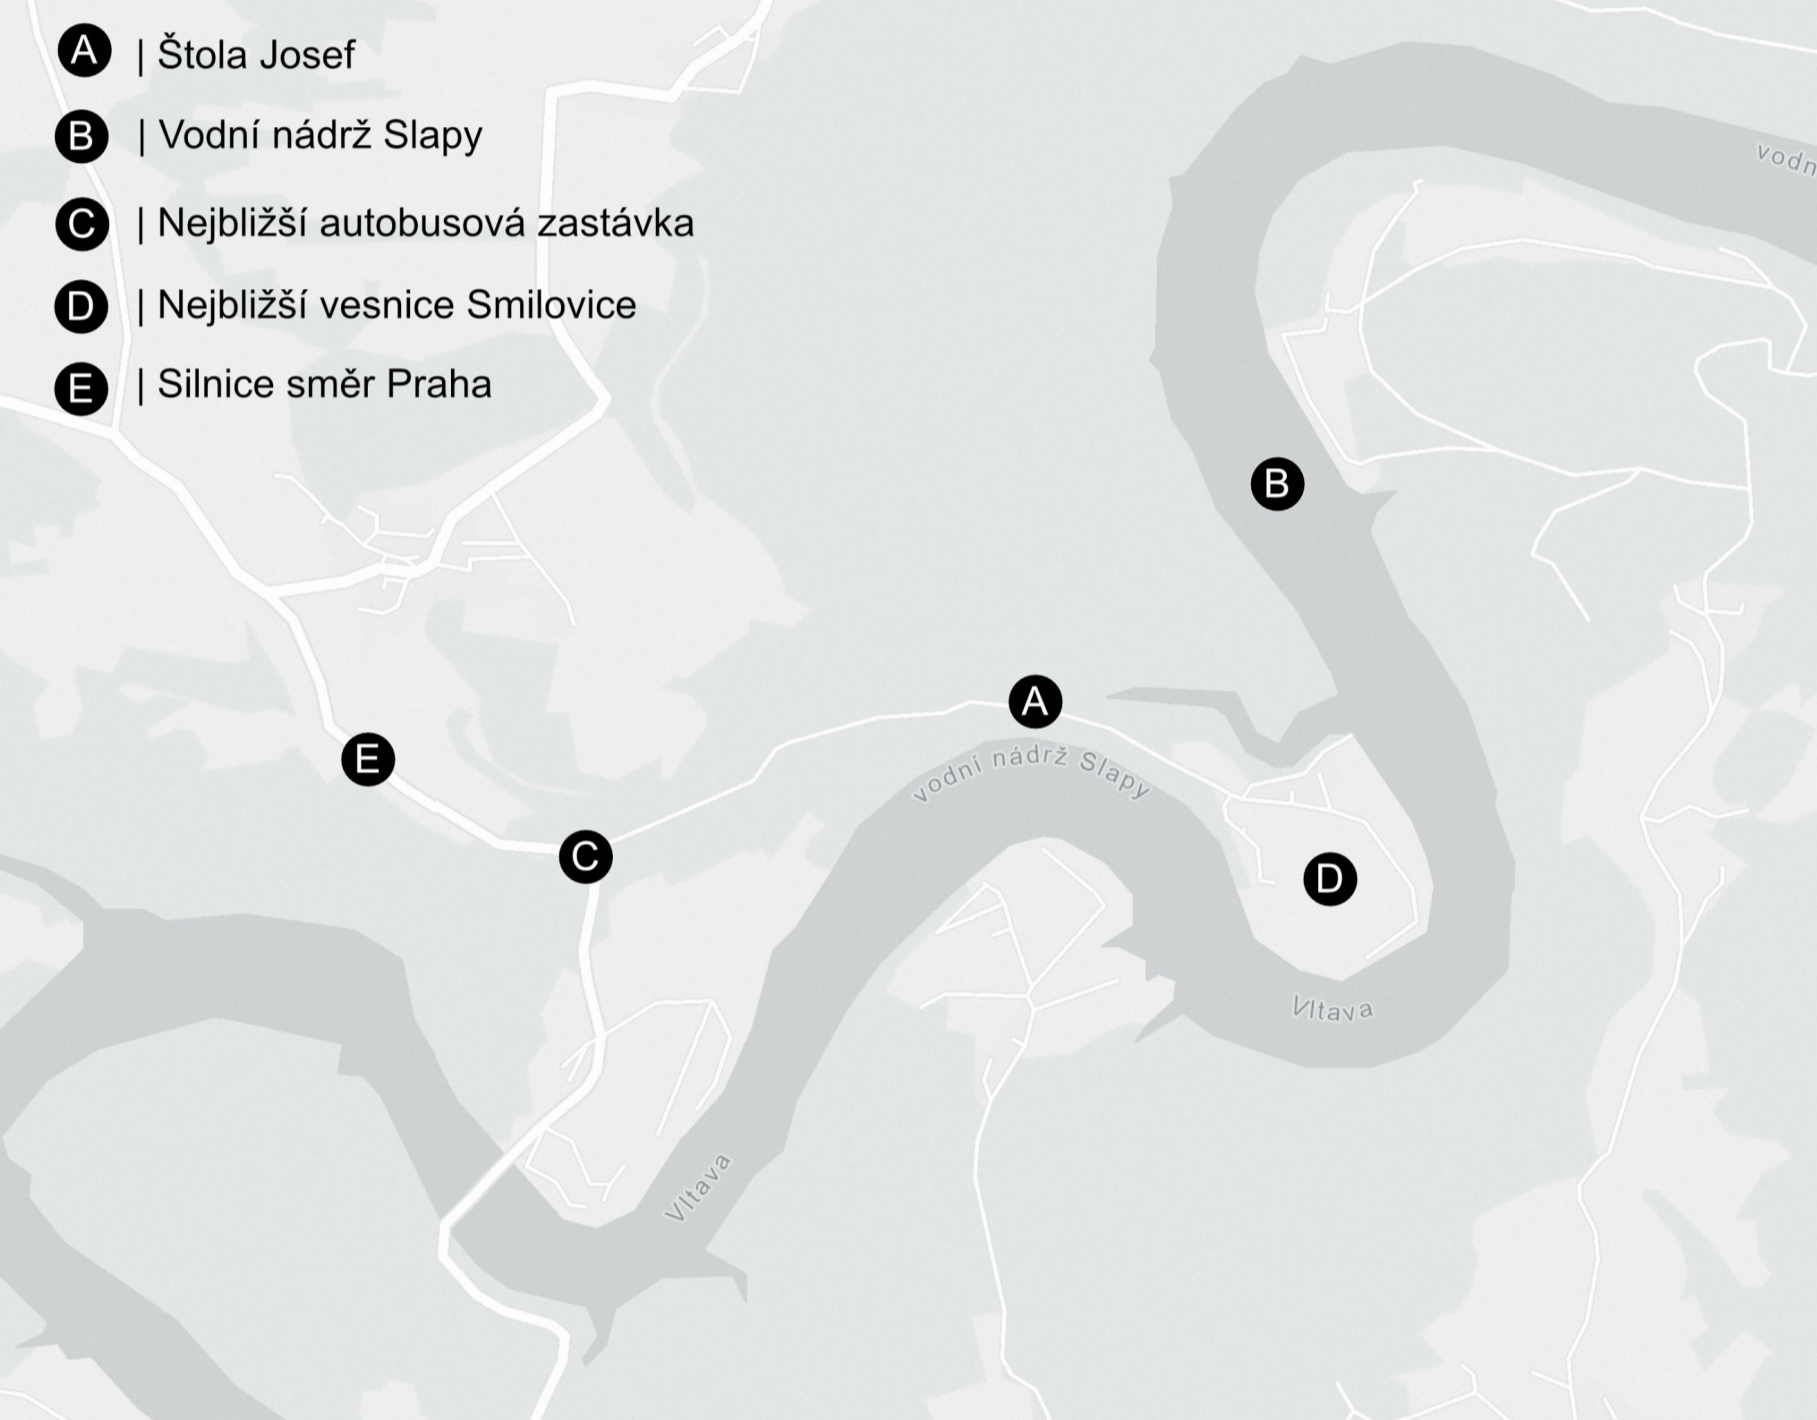 A | Štola Josef
B | Vodní nádrž Slapy
C | Nejbližší autobusová zastávka
D | Nejbližší vesnice Smilovice
E | Silnice směr Praha
vodn
B
A
vodní nádrž Slapy
E
C
D
Vltava
Vltava